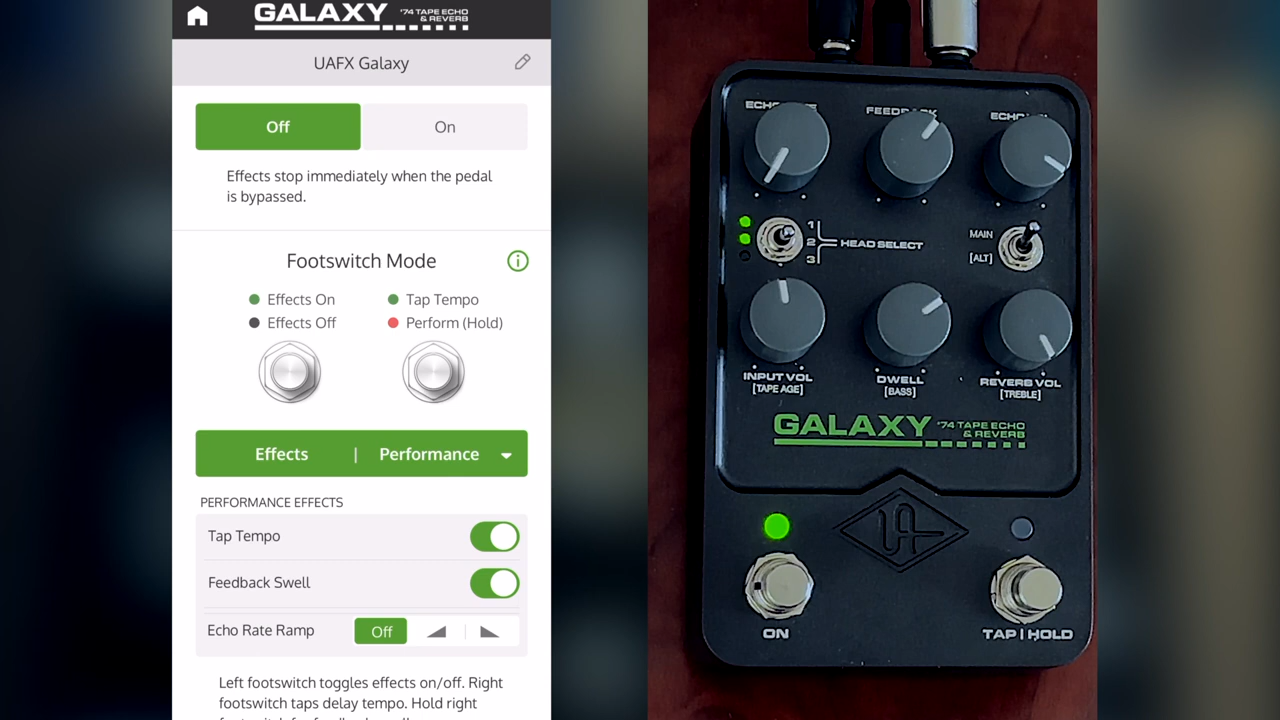 GALAXY '74 TAPE ECHO
& REVERB
UAFX Galaxy
Off On
Effects stop immediately when the pedal
is bypassed.
Footswitch Mode
Effects On Tap Tempo
Effects Off Perform (Hold)
Effects | Performance
PERFORMANCE EFFECTS
Tap Tempo
Feedback Swell
Echo Rate Ramp Off
Left footswitch toggles effects on/off. Right
footswitch taps delay tempo. Hold right
FEEDBACK
1
2 HEAD SELECT
3
MAIN
[ALT]
INPUT VOL DWELL REVERB VOL
[TAPE AGE] [BASS] [TREBLE]
GALAXY '74 TAPE ECHO
& REVERB
UA
ON TAP | HOLD